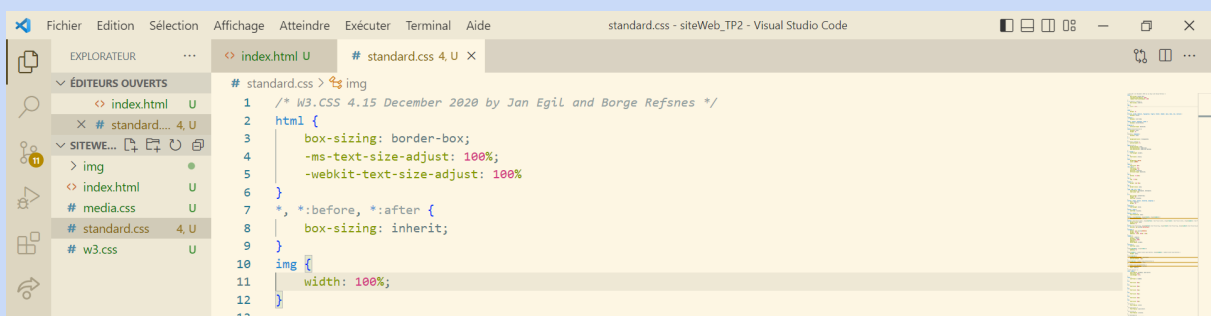 Fichier Edition Sélection Affichage Atteindre Exécuter Terminal Aide standard.css - siteWeb_TP2 - Visual Studio Code
EXPLORATEUR
index.html U
# standard.css 4, U
ÉDITEURS OUVERTS
index.html U
# standard.... 4, U
SITEWE...
img
index.html U
# media.css U
# standard.css 4, U
# w3.css U
11
# standard.css > img
1 /* W3.CSS 4.15 December 2020 by Jan Egil and Borge Refsnes */
2 html {
3 box-sizing: border-box;
4 -ms-text-size-adjust: 100%;
5 -webkit-text-size-adjust: 100%
6 }
7 *, *:before, *:after {
8 box-sizing: inherit;
9 }
10 img {
11 width: 100%;
12 }